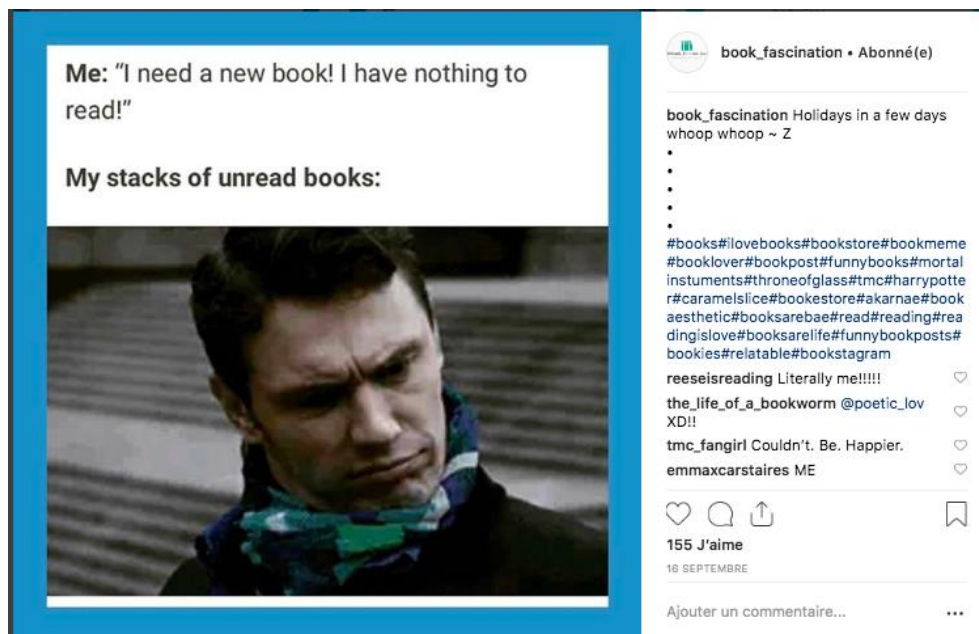 Me: “I need a new book! I have nothing to
read!”
My stacks of unread books:
book_fascination • Abonné(e)
book_fascination Holidays in a few days
whoop whoop ~ Z
•
•
•
•
•
#books#ilovebooks#bookstore#bookmeme
#booklover#bookpost#funnybooks#mortal
instuments#throneofglass#tmc#harrypotte
r#caramelslice#bookestore#akarnae#book
aesthetic#booksarebae#read#reading#rea
dingislove#booksarelife#funnybookposts#
bookies#relatable#bookstagram
reeseisreading Literally me!!!!!
the_life_of_a_bookworm @poetic_lov
XD!!
tmc_fangirl Couldn't. Be. Happier.
emmaxcarstaires ME
155 J'aime
16 SEPTEMBRE
Ajouter un commentaire...